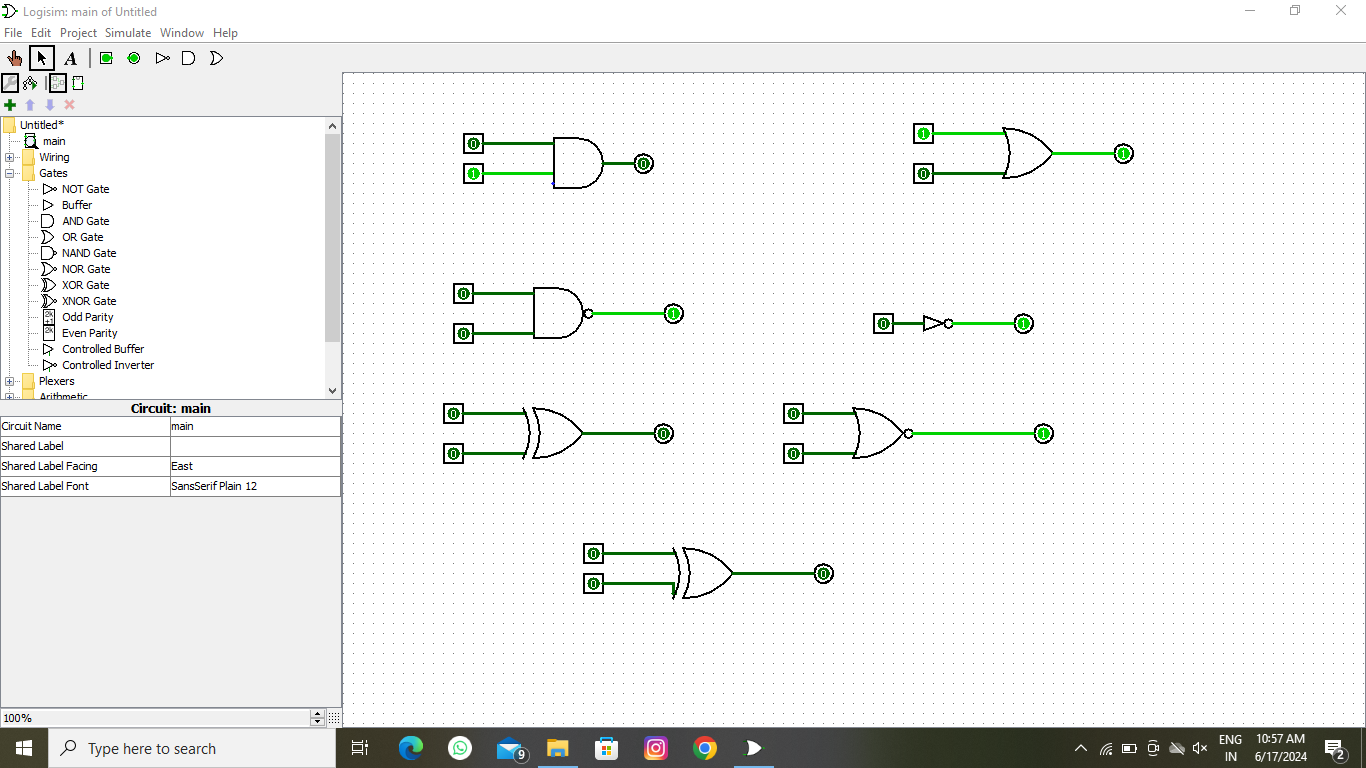 Logisim: main of Untitled
File Edit Project Simulate Window Help
A
Untitled*
main
Wiring
Gates
NOT Gate
Buffer
AND Gate
OR Gate
NAND Gate
NOR Gate
XOR Gate
XNOR Gate
Odd Parity
Even Parity
Controlled Buffer
Controlled Inverter
Plexers
Arithmetic
Circuit: main
Circuit Name main
Shared Label
Shared Label Facing East
Shared Label Font SansSerif Plain 12
100%
0
1
0
1
0
1
0
0
1
0
1
0
0
0
0
0
1
0
0
0
Type here to search
9
ENG
IN
10:57 AM
6/17/2024
2